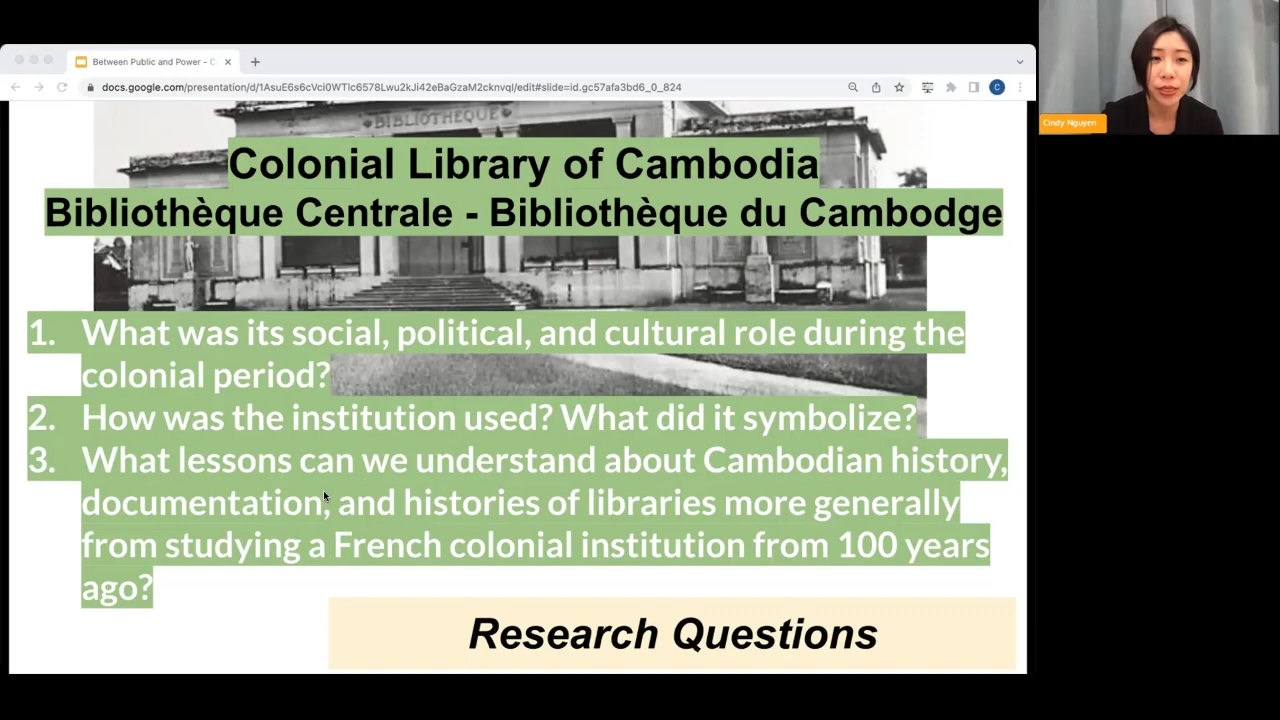 Between Public and Power - C
docs.google.com/presentation/d/1AsuE6scVci0WTlc6578Lwu2kJi42eBaGzaM2cknvqI/edit#slide=id.gc57afa3bd6_0_824
C
Cindy Nguyen
BIBLIOTHEQUE
Colonial Library of Cambodia
Bibliothèque Centrale - Bibliothèque du Cambodge
1. What was its social, political, and cultural role during the
colonial period?
2. How was the institution used? What did it symbolize?
3. What lessons can we understand about Cambodian history,
documentation, and histories of libraries more generally
from studying a French colonial institution from 100 years
ago?
Research Questions